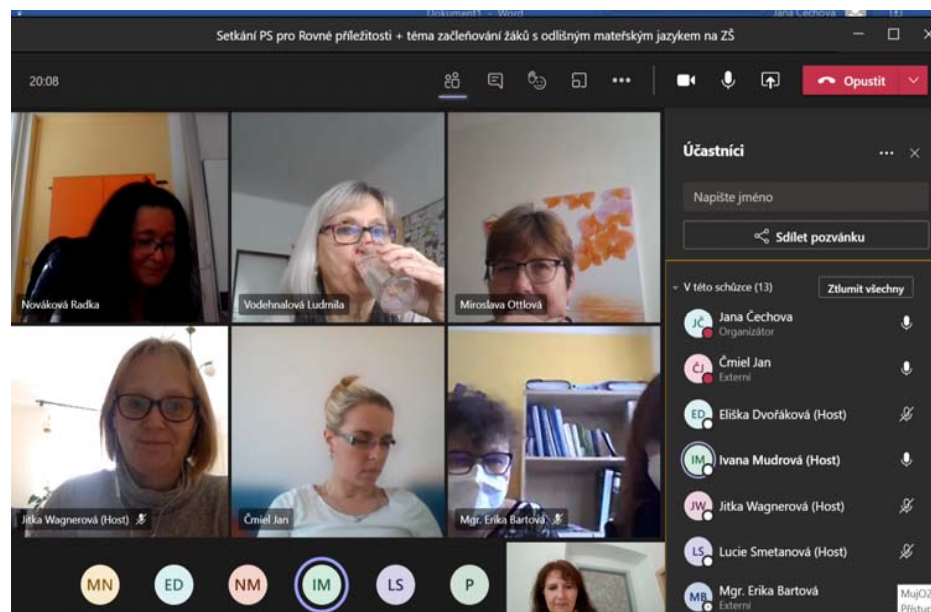 Dokument1 - Word
Jana Čechova
Setkání PS pro Rovné příležitosti + téma začleňování žáků s odlišným mateřským jazykem na ZŠ
20:08
Opustit
Účastníci
Napište jméno
Sdílet pozvánku
V této schůzce (13)
Ztlumit všechny
JČ
Jana Čechova
Organizátor
ČJ
Čmiel Jan
Externí
ED
Eliška Dvořáková (Host)
IM
Ivana Mudrová (Host)
JW
Jitka Wagnerová (Host)
LS
Lucie Smetanová (Host)
MB
Mgr. Erika Bartová
Externí
Nováková Radka
Vodehnalová Ludmila
Miroslava Ottlová
Jitka Wagnerová (Host)
Čmiel Jan
Mgr. Erika Bartová
MN
ED
NM
IM
LS
P
MujO2
Přístup